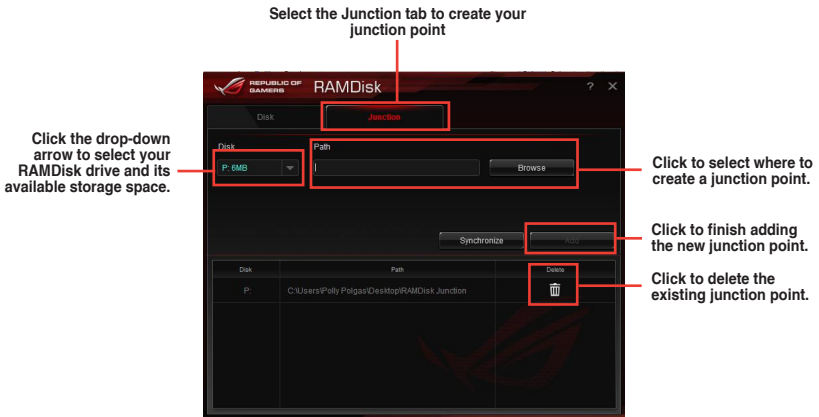 Select the Junction tab to create your
junction point
REPUBLIC OF
GAMERS
RAMDisk
? ×
Disk
Junction
Click the drop-down
arrow to select your
RAMDisk drive and its
available storage space.
Disk
Path
P: 6MB
Browse
Click to select where to
create a junction point.
Synchronize
Add
Click to finish adding
the new junction point.
Disk
Path
Delete
P:
C:\Users\Polly Polgas\Desktop\RAMDisk Junction
Click to delete the
existing junction point.